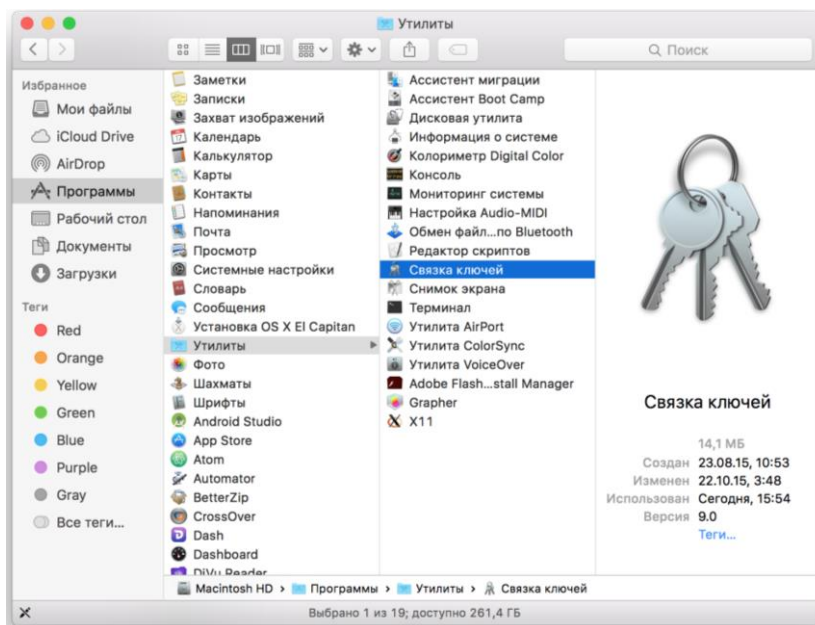 Утилиты
Поиск
Избранное
Мои файлы
iCloud Drive
AirDrop
Программы
Рабочий стол
Документы
Загрузки
Теги
Red
Orange
Yellow
Green
Blue
Purple
Gray
Все теги...
Заметки
Записки
Захват изображений
Календарь
Калькулятор
Карты
Контакты
Напоминания
Почта
Просмотр
Системные настройки
Словарь
Сообщения
Установка OS X El Capitan
Утилиты
Фото
Шахматы
Шрифты
Android Studio
App Store
Atom
Automator
BetterZip
CrossOver
Dash
Dashboard
DjVu Reader
Ассистент миграции
Ассистент Boot Camp
Дисковая утилита
Информация о системе
Колориметр Digital Color
Консоль
Мониторинг системы
Настройка Audio-MIDI
Обмен файл...по Bluetooth
Редактор скриптов
Связка ключей
Снимок экрана
Терминал
Утилита AirPort
Утилита ColorSync
Утилита VoiceOver
Adobe Flash...stall Manager
Grapher
X11
Связка ключей
14,1 МБ
Создан 23.08.15, 10:53
Изменен 22.10.15, 3:48
Использован Сегодня, 15:54
Версия 9.0
Теги...
Macintosh HD › Программы › Утилиты › Связка ключей
Выбрано 1 из 19; доступно 261,4 ГБ